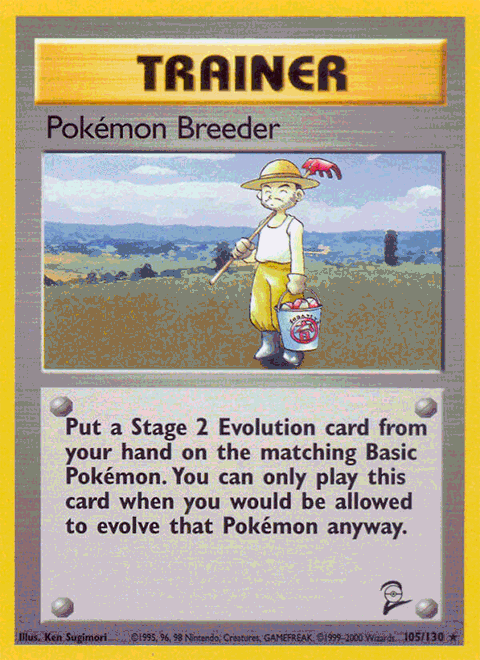 TRAINER
Pokémon Breeder
Put a Stage 2 Evolution card from
your hand on the matching Basic
Pokémon. You can only play this
card when you would be allowed
to evolve that Pokémon anyway.
Illus. Ken Sugimori ©1995, 96, 98 Nintendo, Creatures, GAMEFREAK. ©1999-2000 Wizards. 105/130 ★